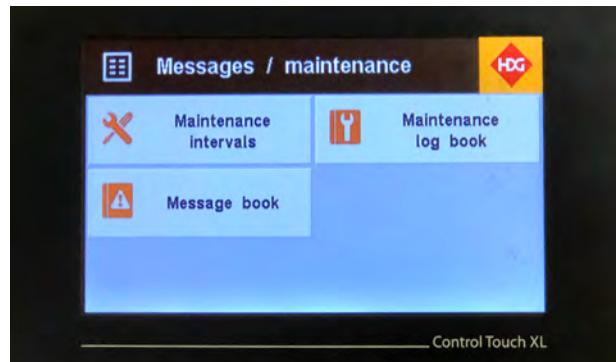 Messages / maintenance
HDG
Maintenance
intervals
Maintenance
log book
Message book
Control Touch XL